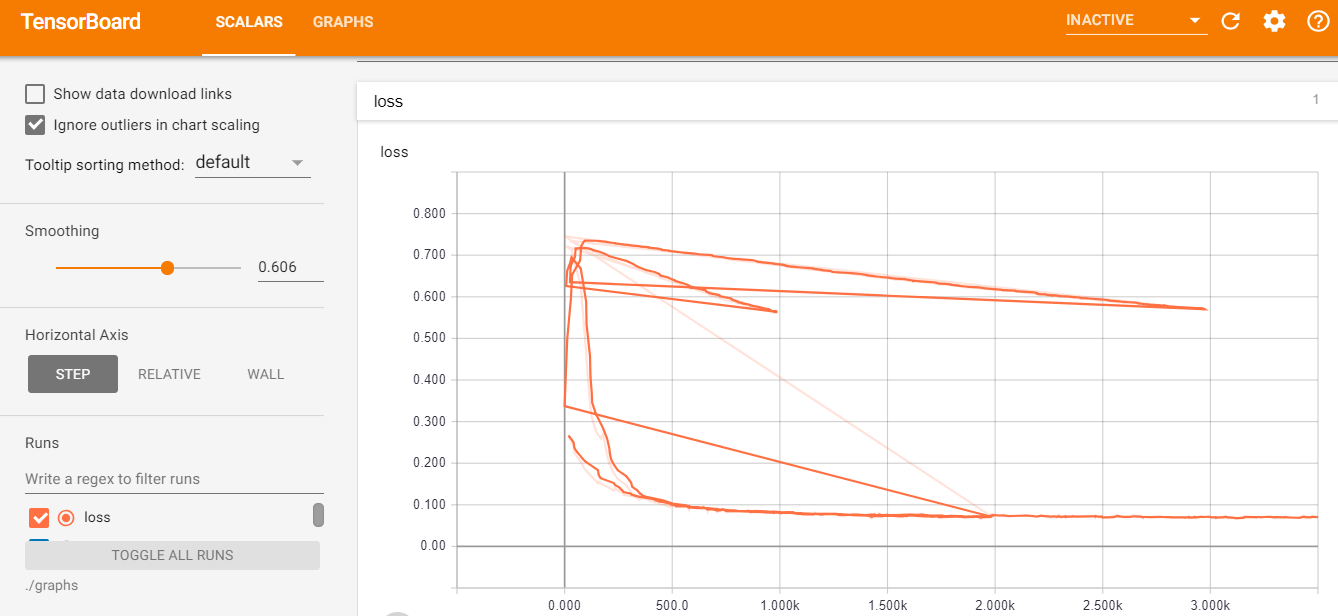 TensorBoard SCALARS GRAPHS INACTIVE
Show data download links
Ignore outliers in chart scaling
Tooltip sorting method: default
Smoothing
0.606
Horizontal Axis
STEP RELATIVE WALL
Runs
Write a regex to filter runs
loss
TOGGLE ALL RUNS
./graphs
loss 1
loss
0.800
0.700
0.600
0.500
0.400
0.300
0.200
0.100
0.00
0.000 500.0 1.000k 1.500k 2.000k 2.500k 3.000k